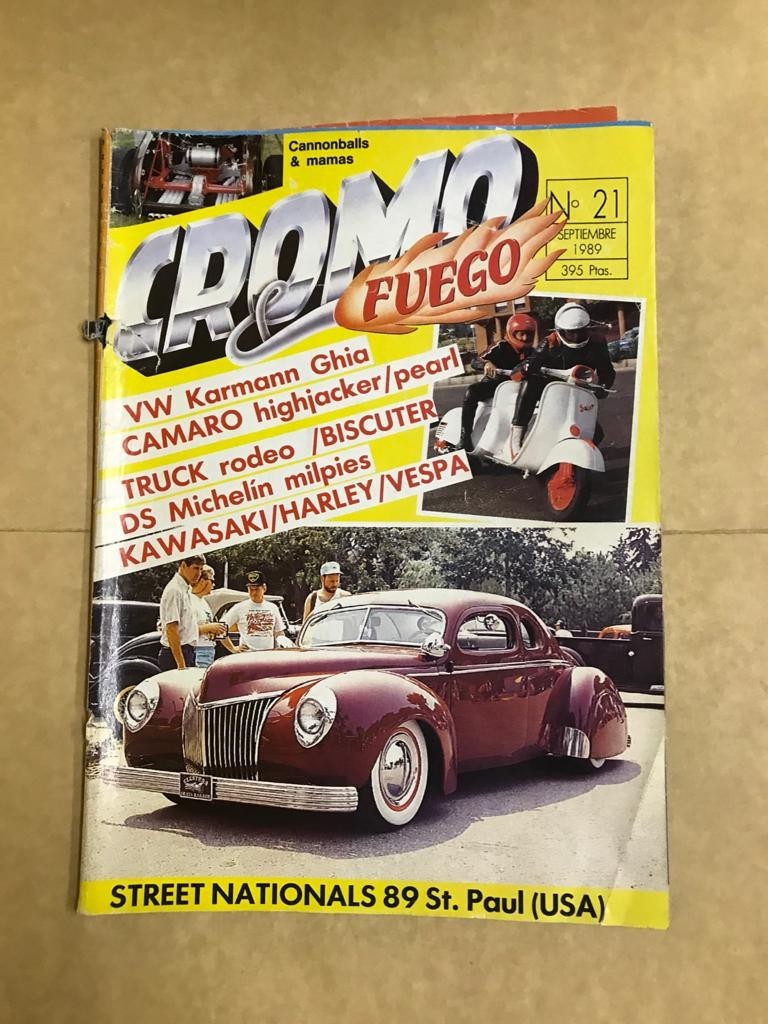 Cannonballs
& mamas
CROMO
FUEGO
Nº 21
SEPTIEMBRE
1989
395 Ptas.
VW Karmann Ghia
CAMARO highjacker/pearl
TRUCK rodeo /BISCUTER
DS Michelín milpies
KAWASAKI/HARLEY/VESPA
STREET NATIONALS 89 St. Paul (USA)